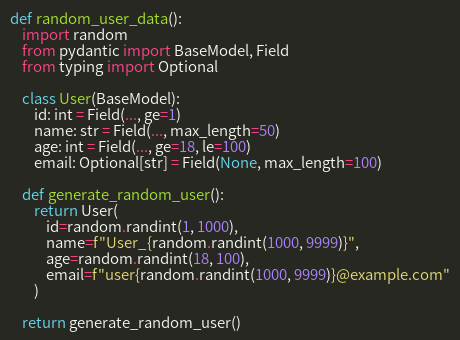 def random_user_data():
    import random
    from pydantic import BaseModel, Field
    from typing import Optional

    class User(BaseModel):
        id: int = Field(..., ge=1)
        name: str = Field(..., max_length=50)
        age: int = Field(..., ge=18, le=100)
        email: Optional[str] = Field(None, max_length=100)

    def generate_random_user():
        return User(
            id=random.randint(1, 1000),
            name=f"User_{random.randint(1000, 9999)}",
            age=random.randint(18, 100),
            email=f"user{random.randint(1000, 9999)}@example.com"
        )

    return generate_random_user()